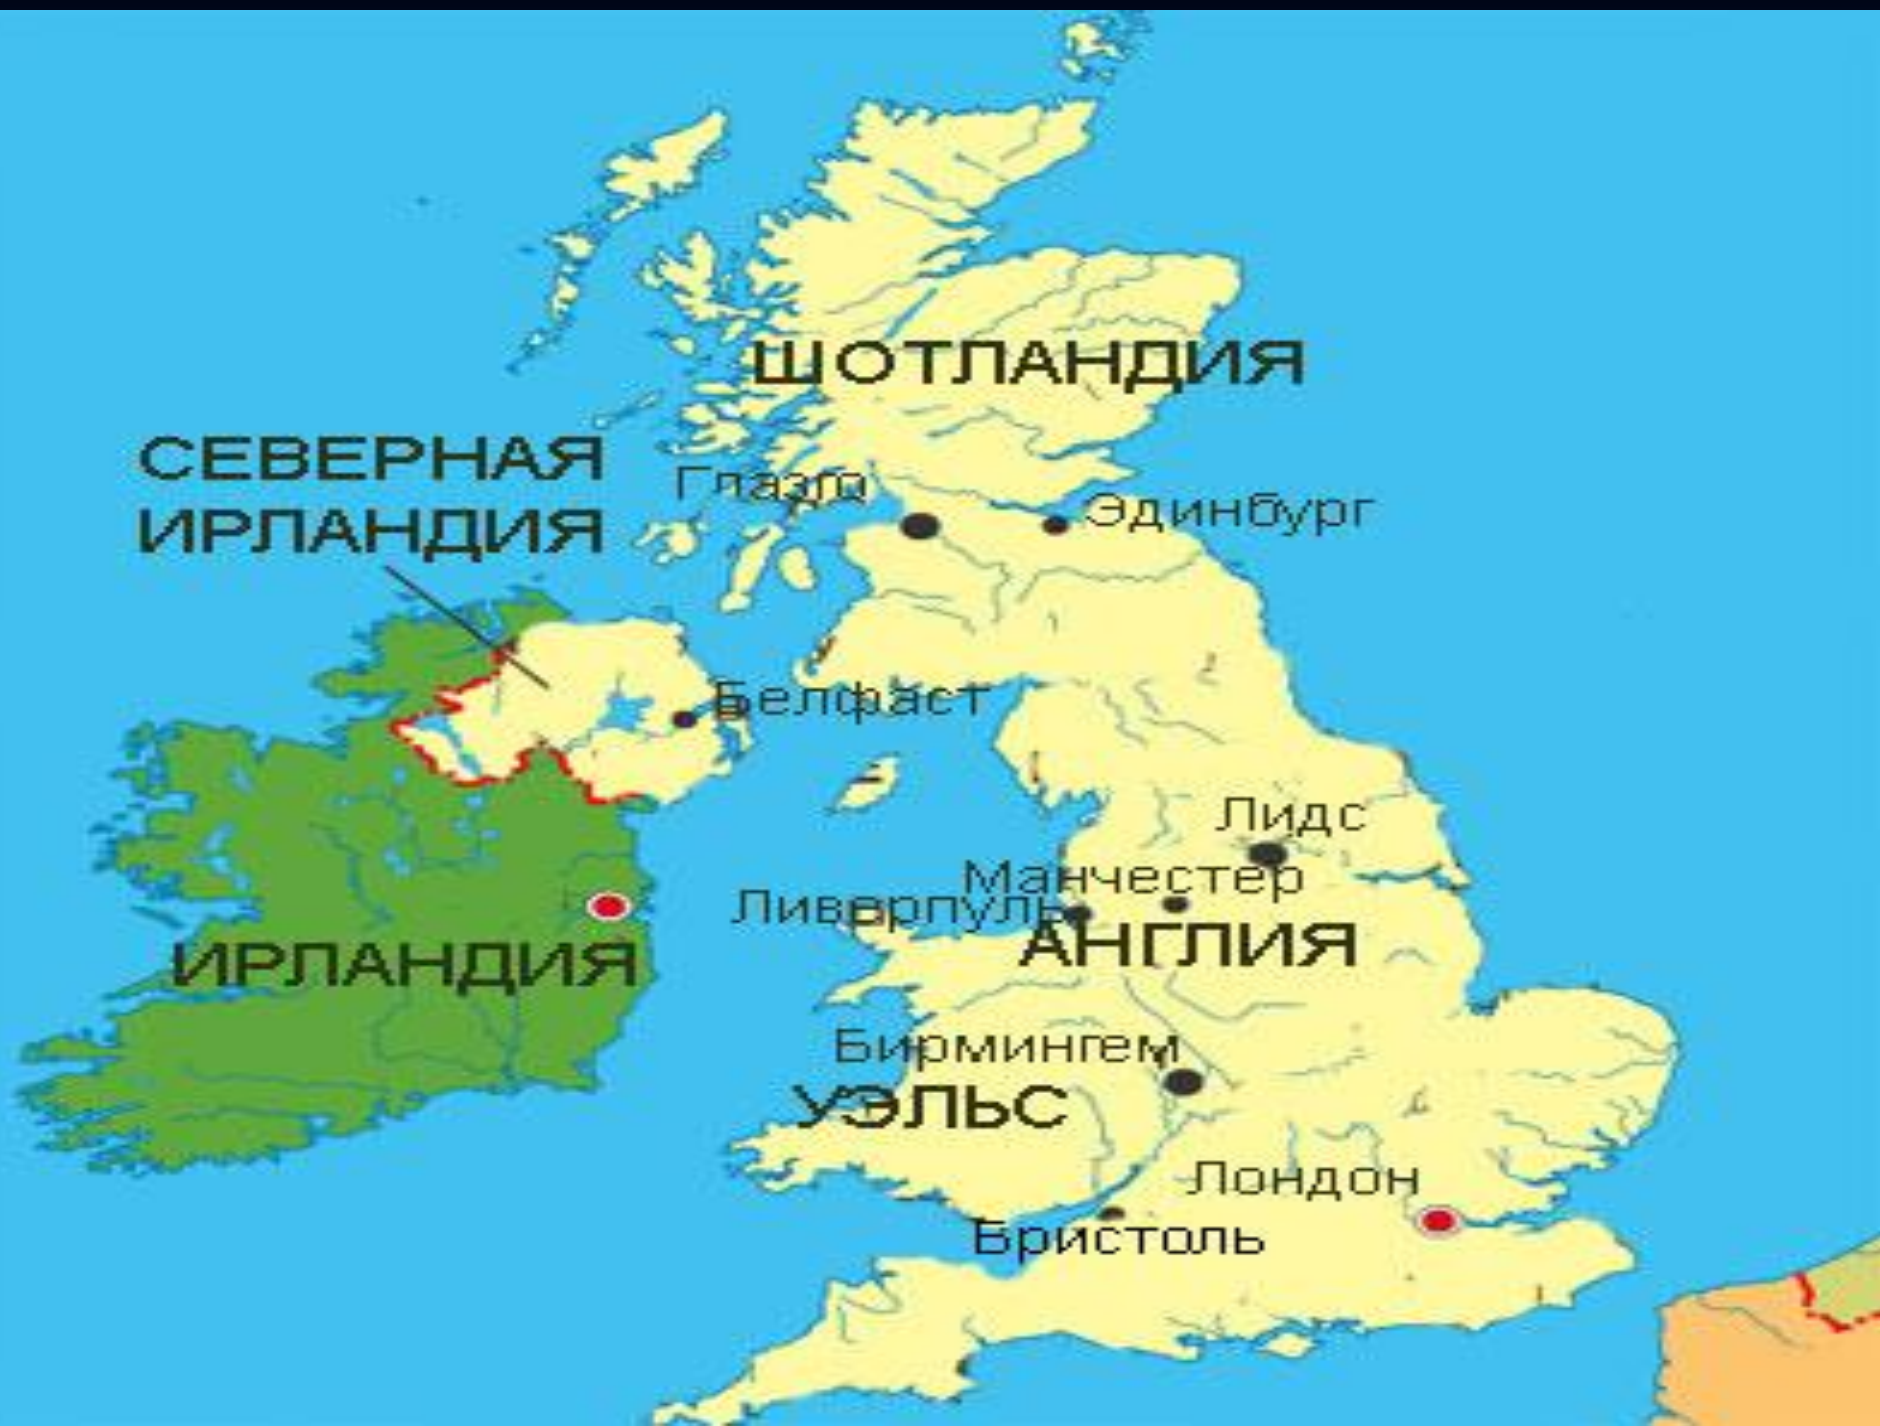 ШОТЛАНДИЯ
СЕВЕРНАЯ
ИРЛАНДИЯ
Глазго
Эдинбург
Белфаст
Лидс
Манчестер
Ливерпуль
АНГЛИЯ
ИРЛАНДИЯ
Бирмингем
УЭЛЬС
Лондон
Бристоль